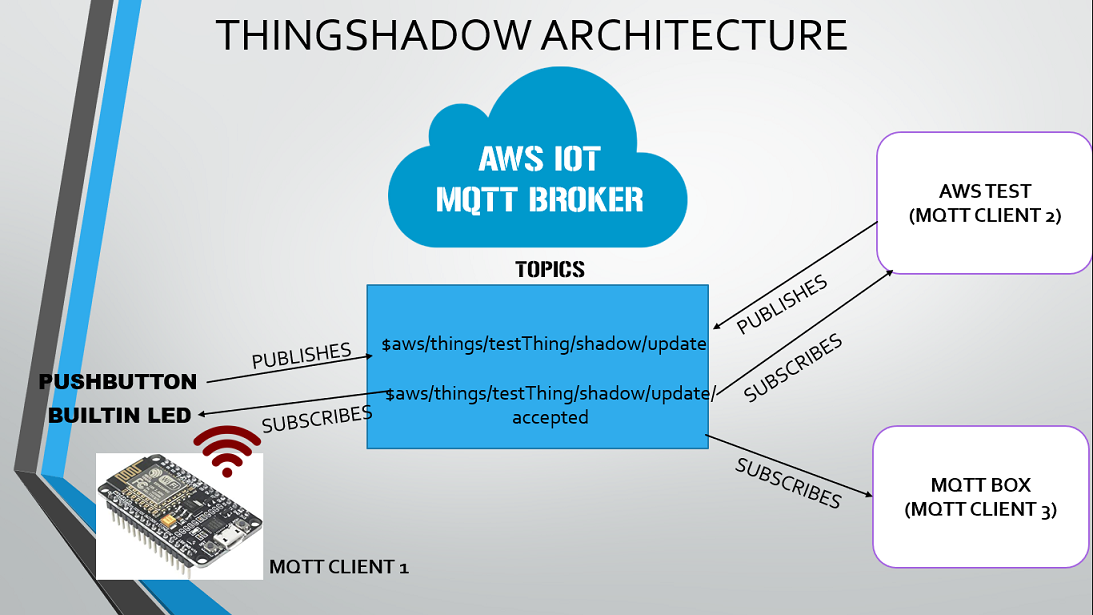 THINGSHADOW ARCHITECTURE
AWS IOT
MQTT BROKER
TOPICS
AWS TEST
(MQTT CLIENT 2)
PUBLISHES
SUBSCRIBES
$aws/things/testThing/shadow/update
$aws/things/testThing/shadow/update/
accepted
PUBLISHES
PUSHBUTTON
BUILTIN LED
SUBSCRIBES
SUBSCRIBES
MQTT BOX
(MQTT CLIENT 3)
MQTT CLIENT 1